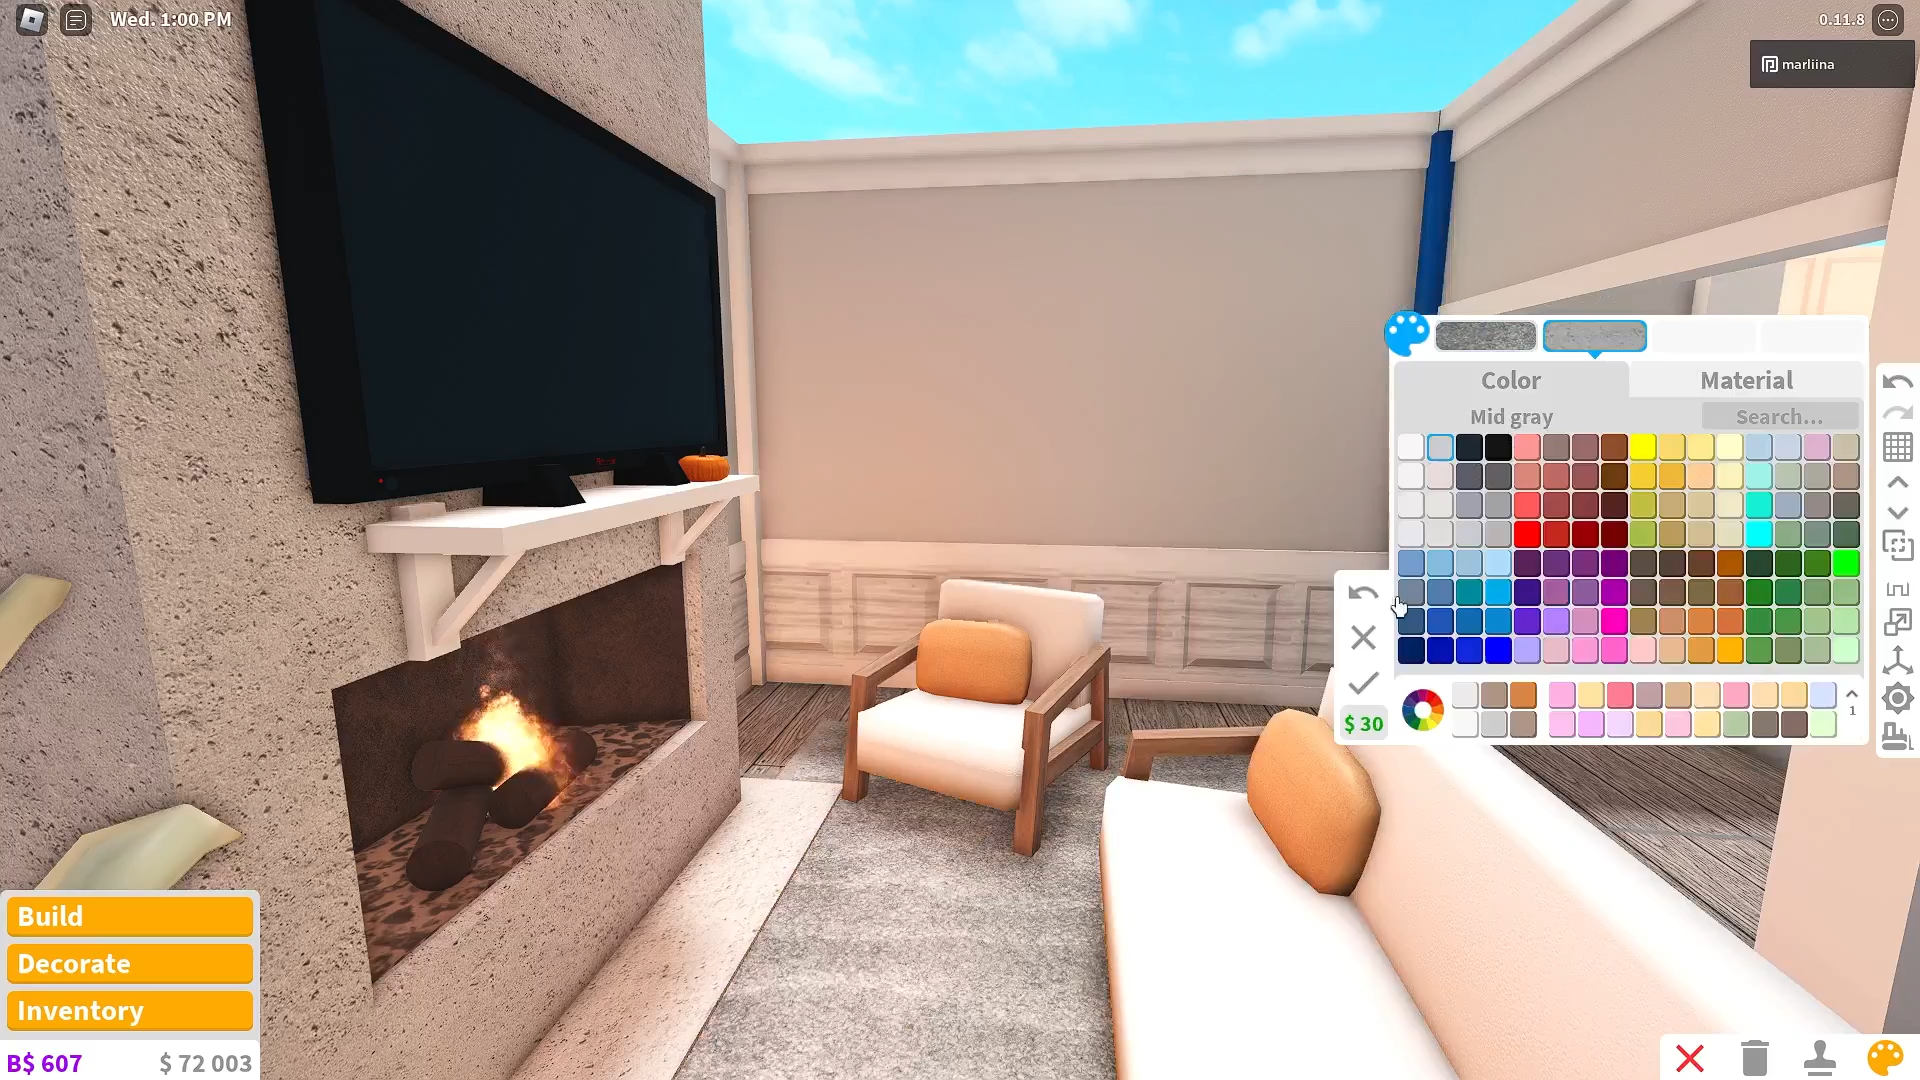 Wed. 1:00 PM
0.11.8
marliina
Color
Material
Mid gray
Search...
$ 30
1
Build
Decorate
Inventory
B$ 607
$ 72 003